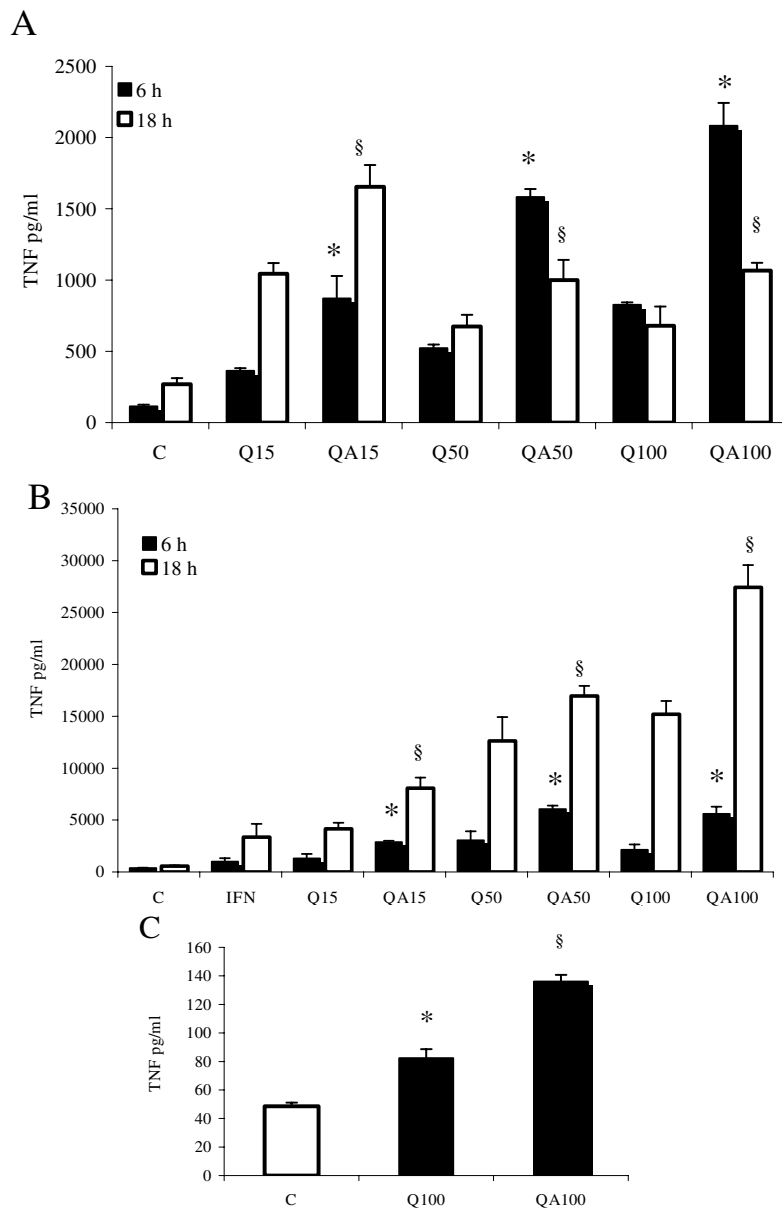 A
2500
6 h
*
18 h
2000
§
*
§
1500
§
*
TNF pg/ml
1000
500
0
C Q15 QA15 Q50 QA50 Q100 QA100
B
35000
6 h
18 h
§
30000
25000
§
20000
TNF pg/ml
15000
§
10000
*
*
*
5000
0
C IFN Q15 QA15 Q50 QA50 Q100 QA100
C
160
§
140
120
*
100
TNF pg/ml
80
60
40
20
0
C Q100 QA100